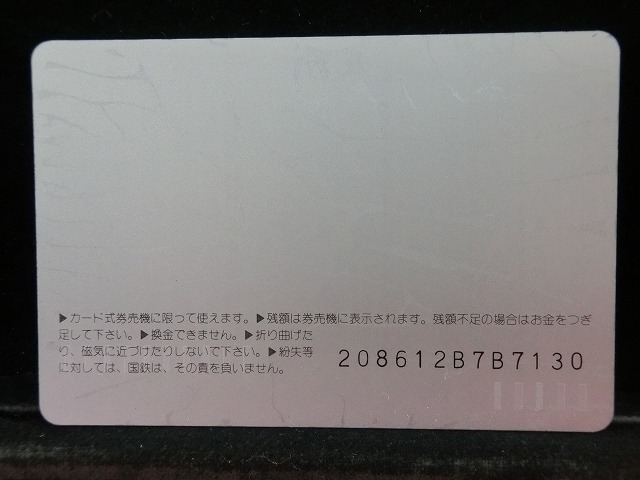 ▶カード式券売機に限って使えます。▶残額は券売機に表示されます。残額不足の場合はお金をつぎ
足して下さい。▶換金できません。▶折り曲げた
り、磁気に近づけたりしないで下さい。▶紛失等
に対しては、国鉄は、その責を負いません。
208612B7B7130